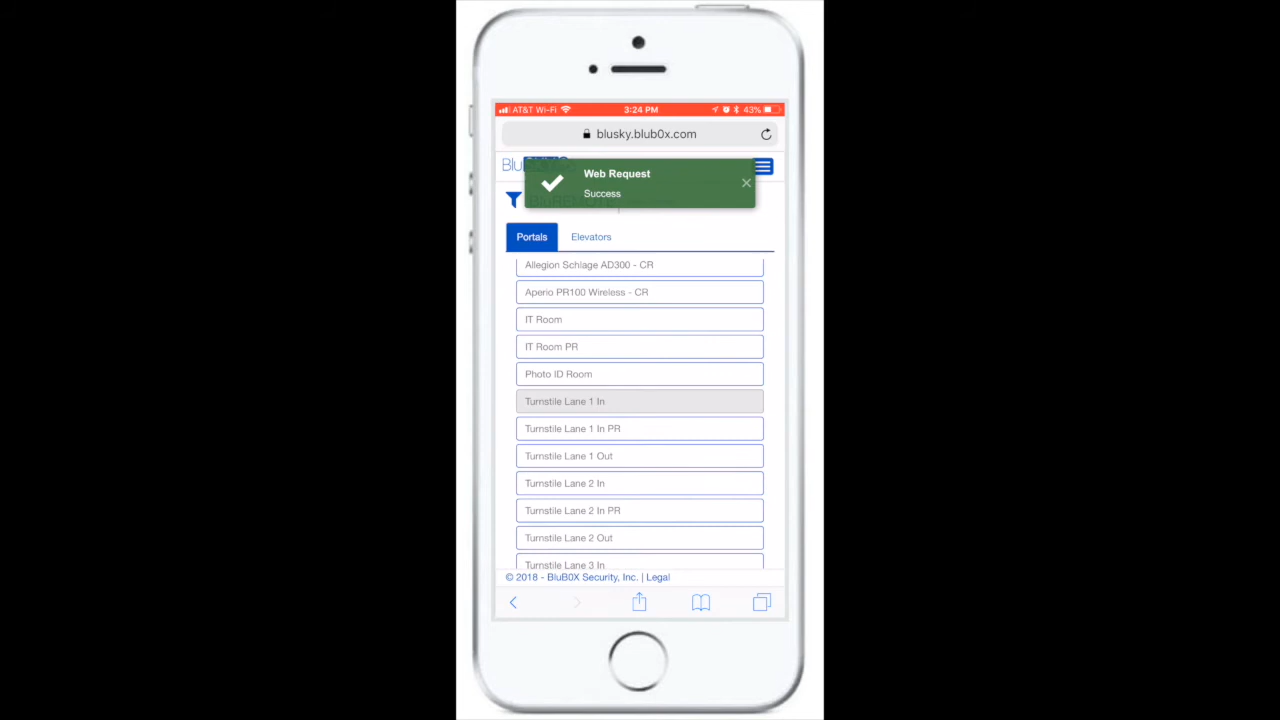 AT&T Wi-Fi 3:24 PM 43%
blusky.blub0x.com
Blu
Web Request
Success
BluREMOTE
Portals Elevators
Allegion Schlage AD300 - CR
Aperio PR100 Wireless - CR
IT Room
IT Room PR
Photo ID Room
Turnstile Lane 1 In
Turnstile Lane 1 In PR
Turnstile Lane 1 Out
Turnstile Lane 2 In
Turnstile Lane 2 In PR
Turnstile Lane 2 Out
Turnstile Lane 3 In
© 2018 - BluB0X Security, Inc. | Legal